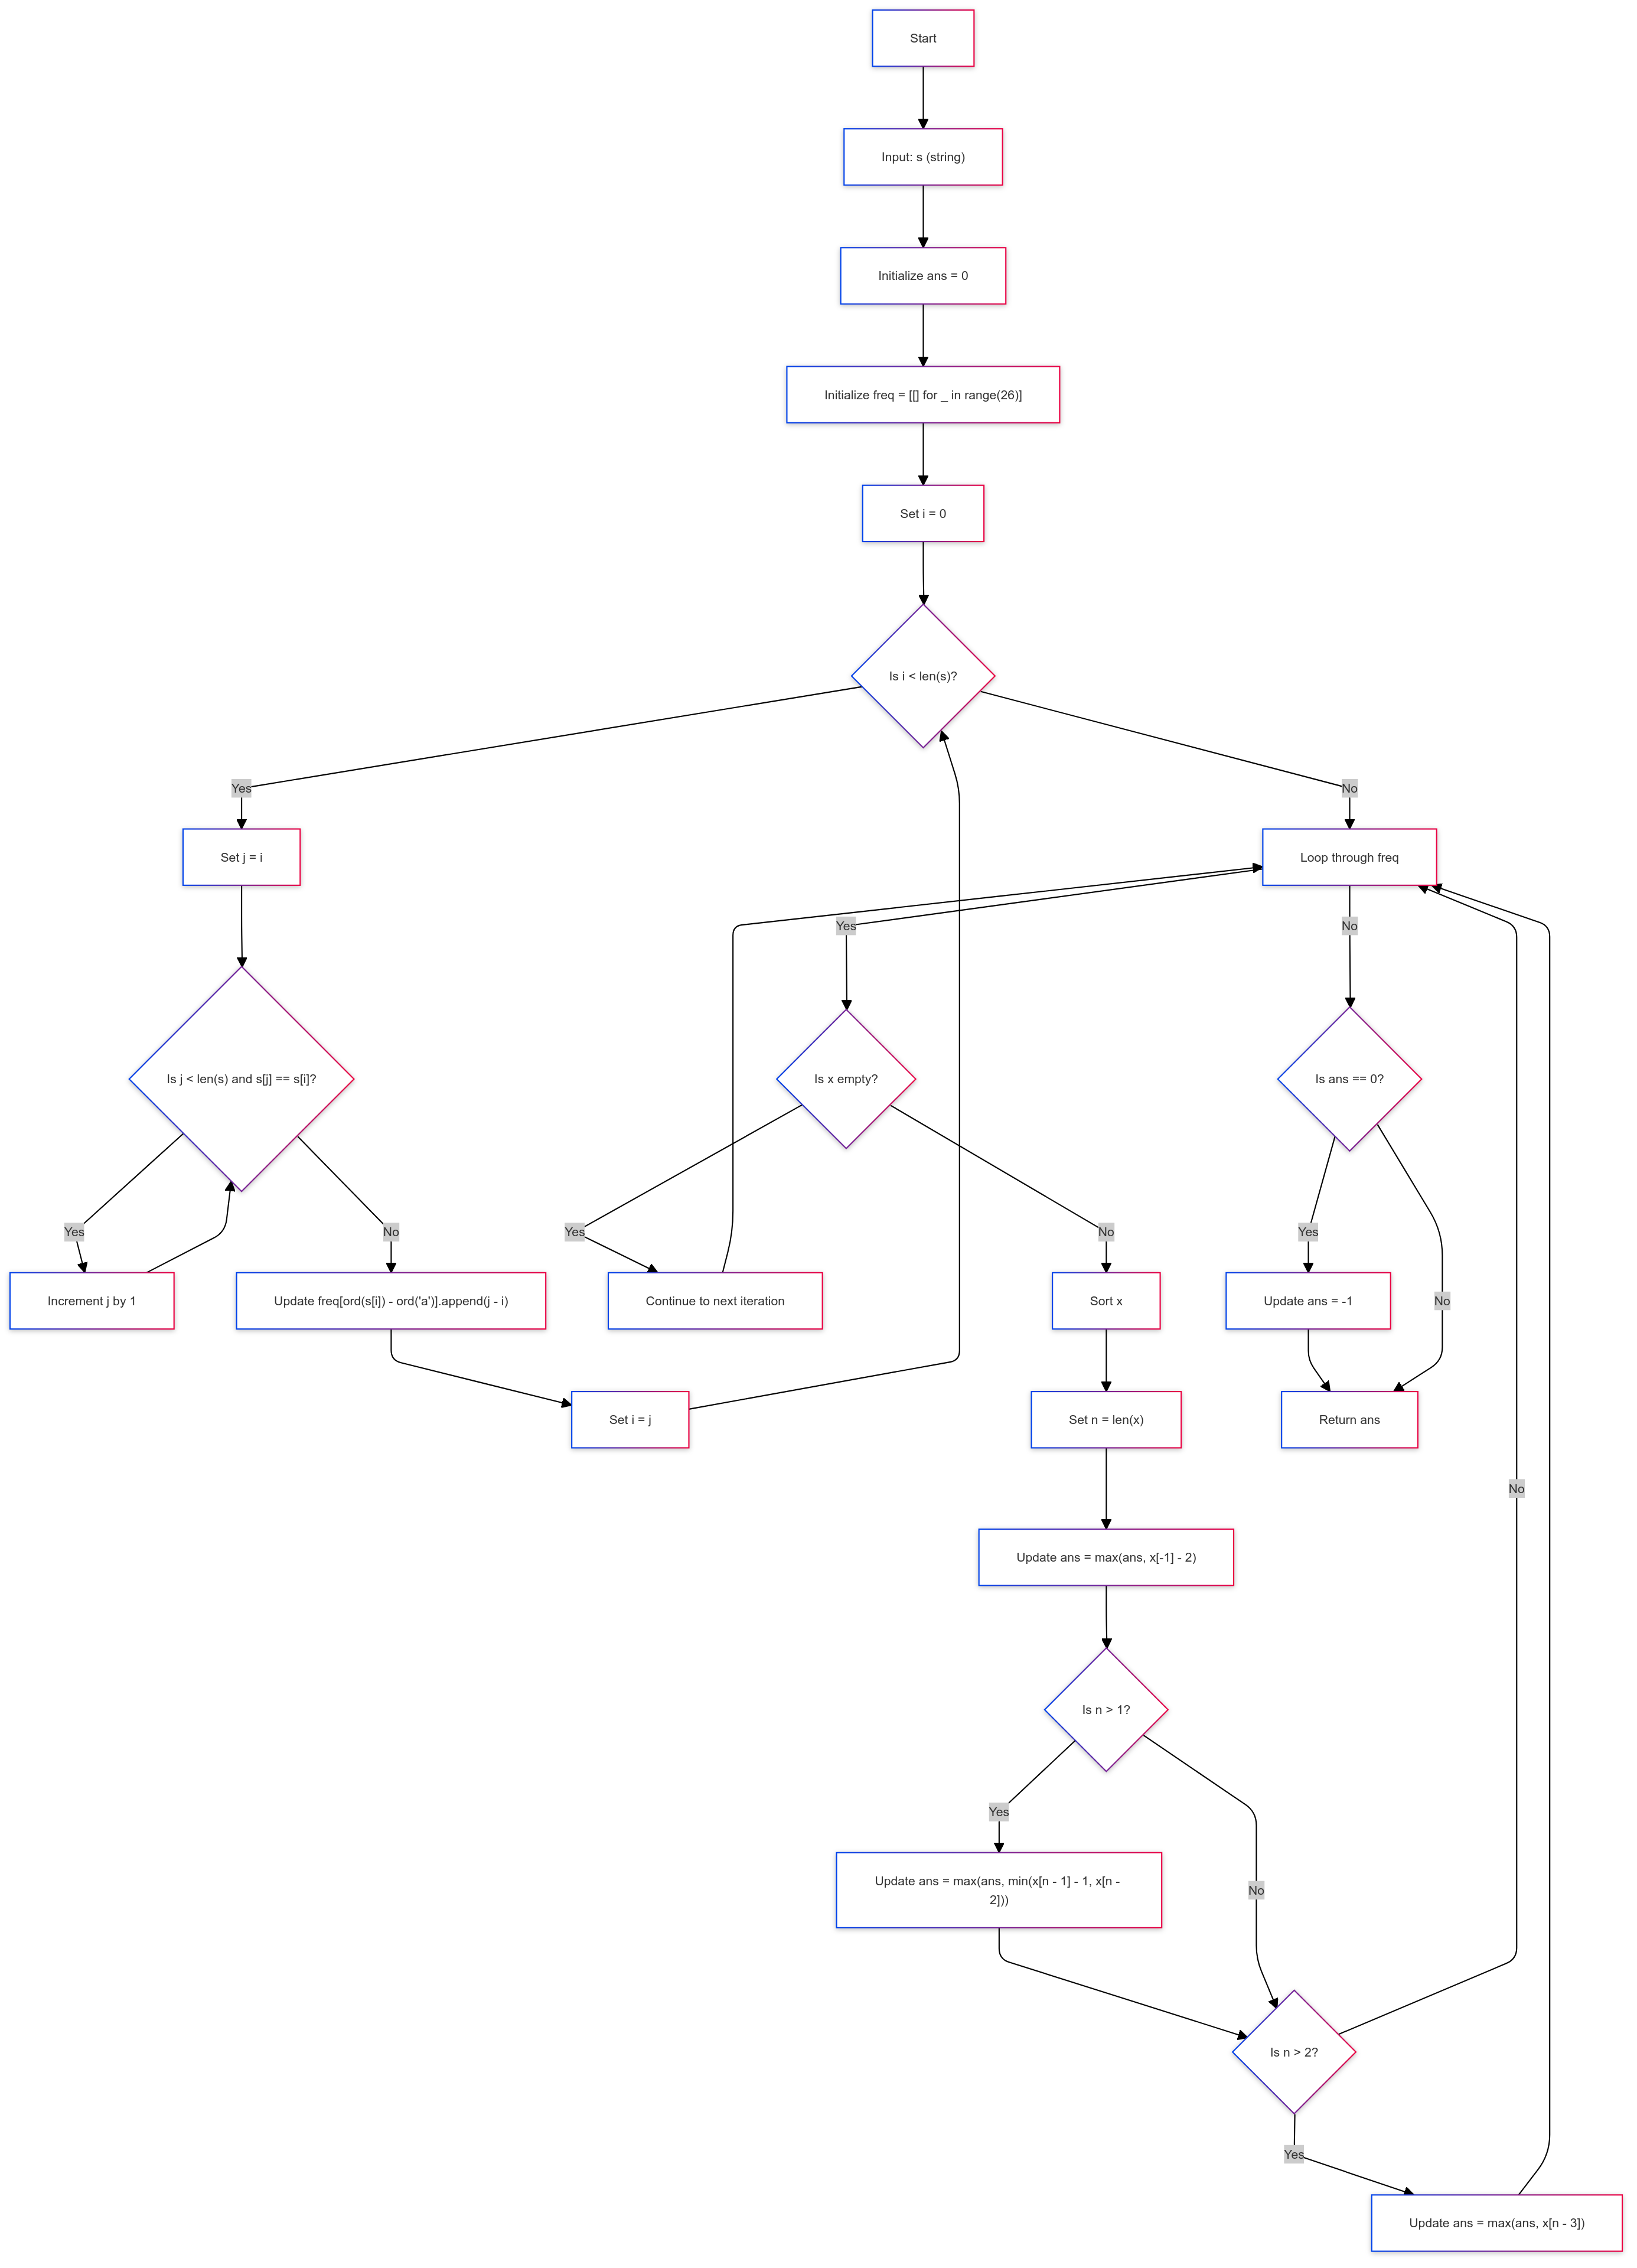 Start
Input: s (string)
Initialize ans = 0
Initialize freq = [[] for _ in range(26)]
Set i = 0
Is i < len(s)?
Yes
No
Set j = i
Loop through freq
Yes
No
Is j < len(s) and s[j] == s[i]?
Is x empty?
Is ans == 0?
Yes
No
Yes
No
Yes
Increment j by 1
Update freq[ord(s[i]) - ord('a')].append(j - i)
Continue to next iteration
Sort x
Update ans = -1
No
Set i = j
Set n = len(x)
Return ans
No
Update ans = max(ans, x[-1] - 2)
Is n > 1?
Yes
Update ans = max(ans, min(x[n - 1] - 1, x[n -
2]))
No
Is n > 2?
Yes
Update ans = max(ans, x[n - 3])